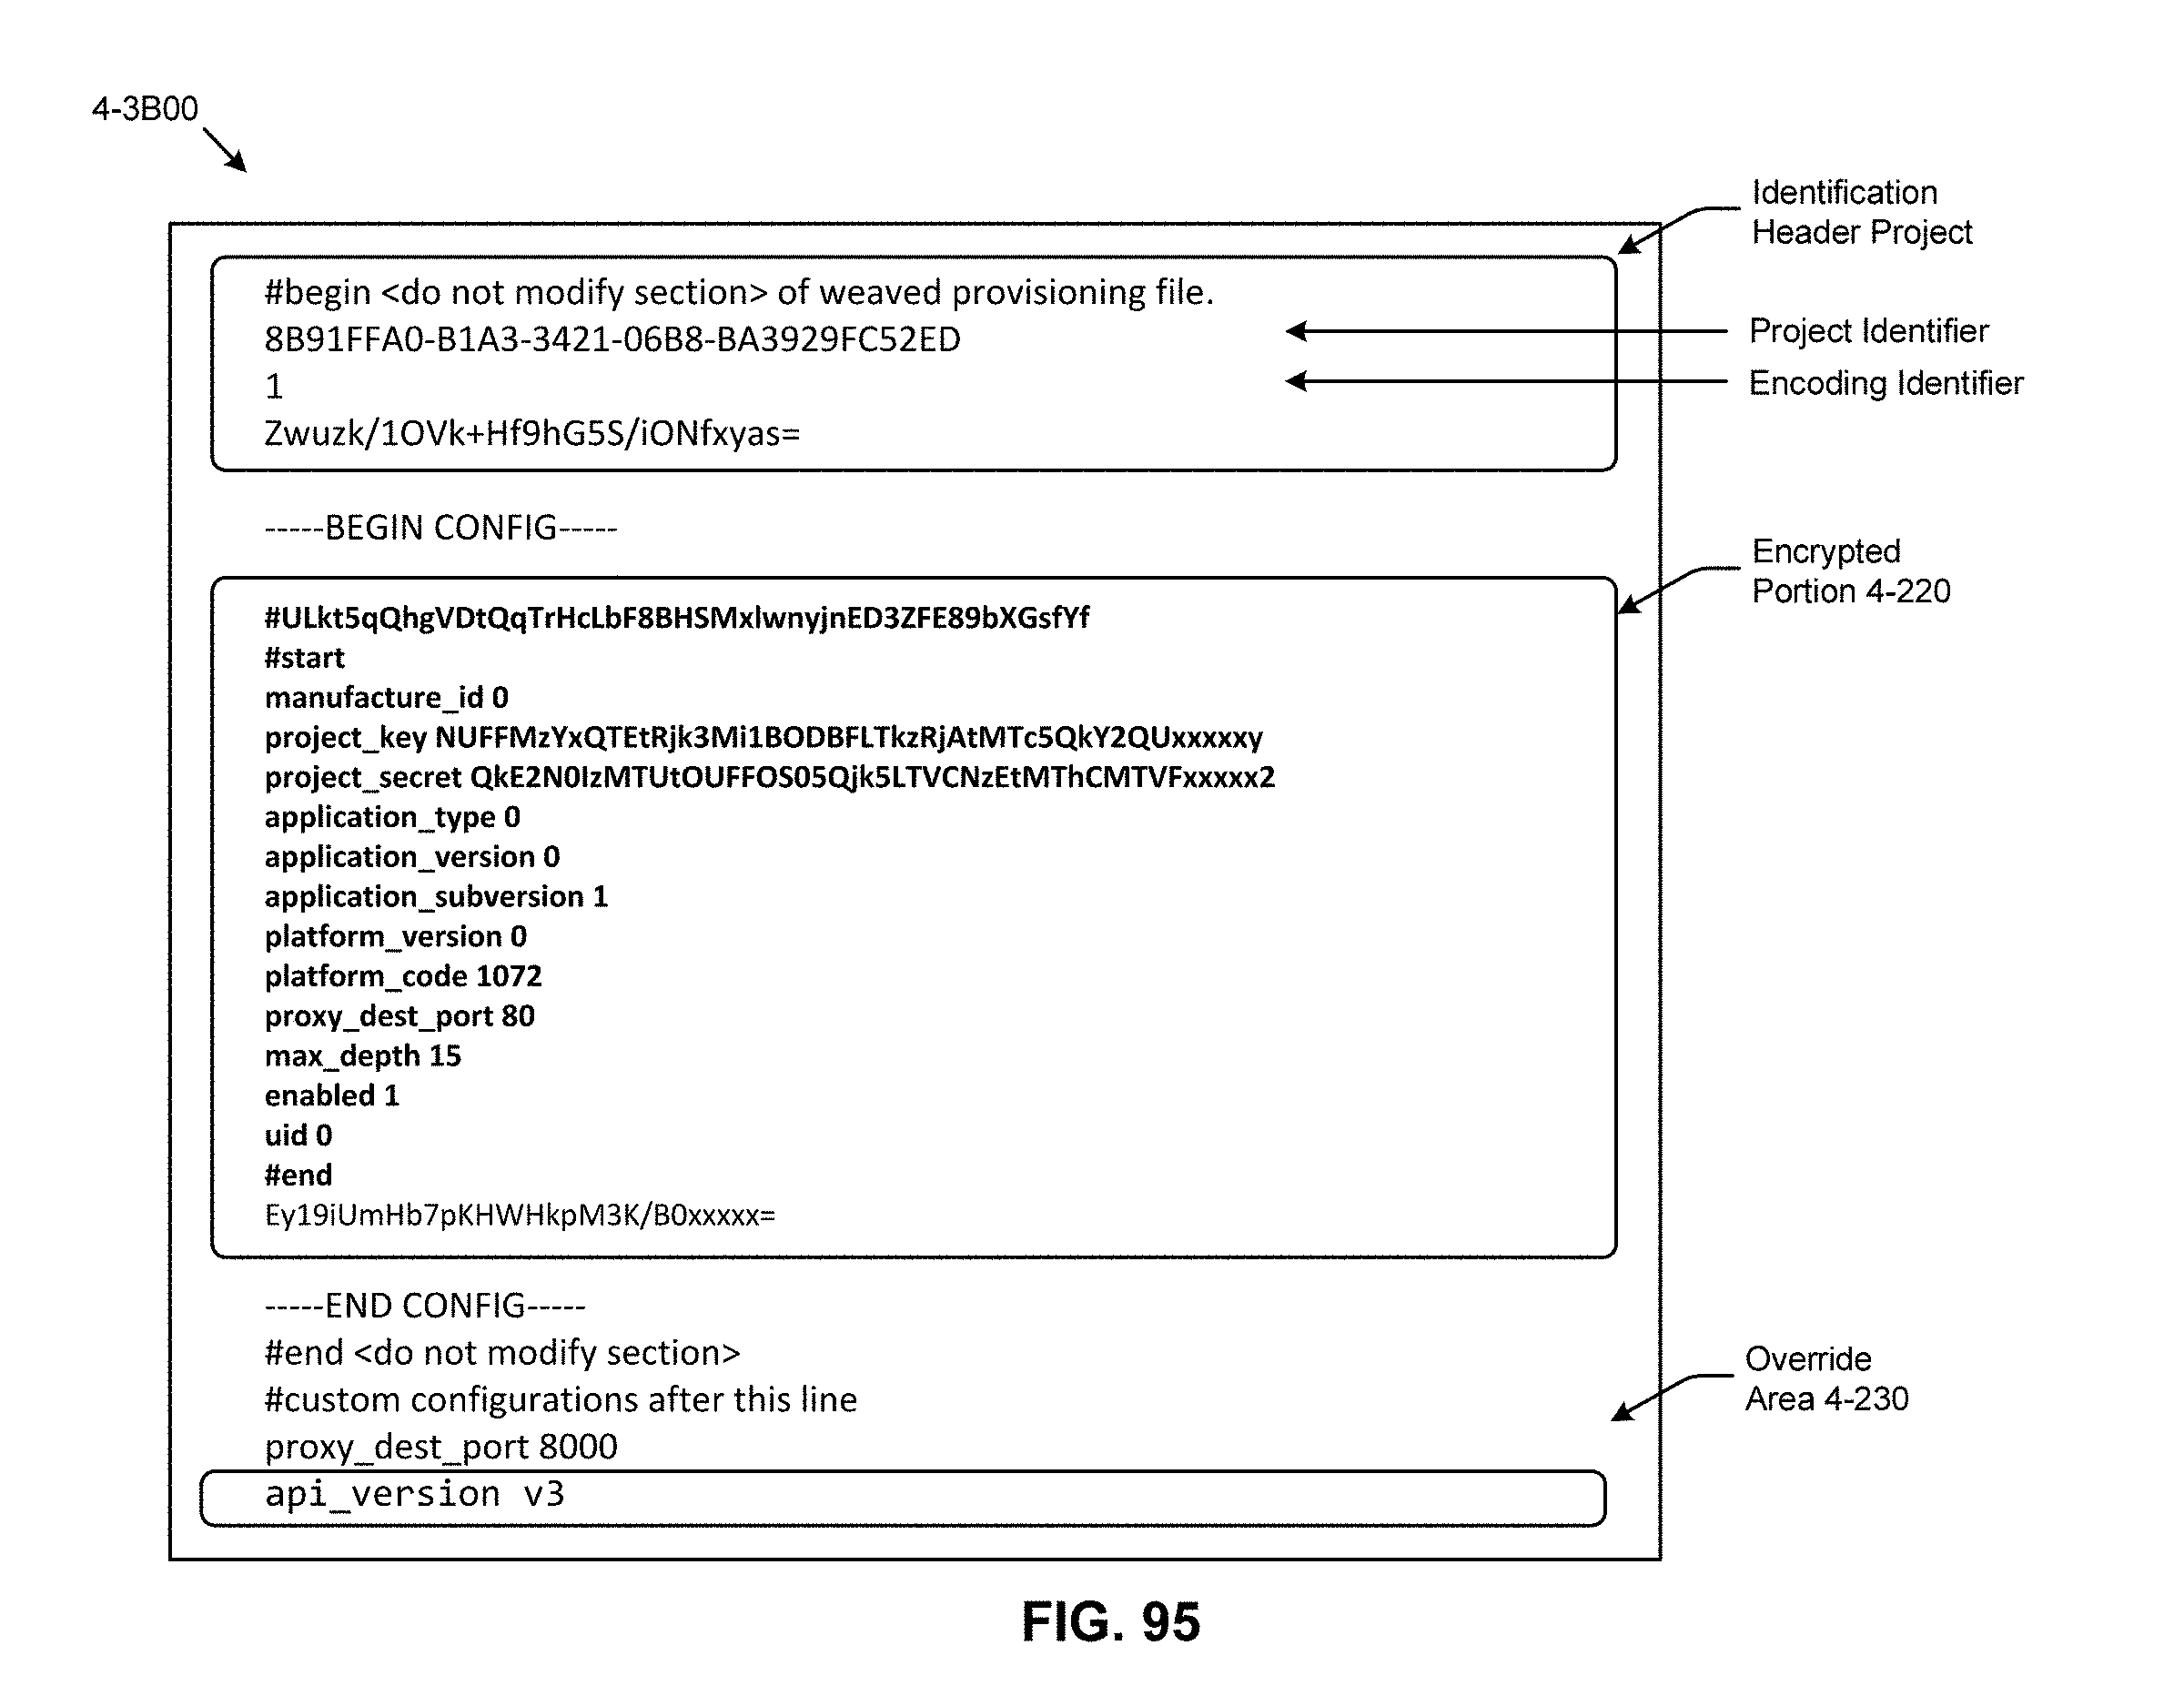 4-3B00
Identification
Header Project
#begin <do not modify section> of weaved provisioning file.
8B91FFA0-B1A3-3421-06B8-BA3929FC52ED
Project Identifier
1
Encoding Identifier
Zwuzk/1OVk+Hf9hG5S/iONfxyas=
-----BEGIN CONFIG-----
Encrypted
Portion 4-220
#ULkt5qQhgVDtQqTrHcLbF8BHSMxlwnyjnED3ZFE89bXGsfYf
#start
manufacture_id 0
project_key NUFFMzYxQTEtRjk3Mi1BODBFLTkzRjAtMTc5QkY2QUxxxxxy
project_secret QkE2N0IzMTUtOUFFOS05Qjk5LTVCNzEtMThCMTVFxxxxx2
application_type 0
application_version 0
application_subversion 1
platform_version 0
platform_code 1072
proxy_dest_port 80
max_depth 15
enabled 1
uid 0
#end
Ey19iUmHb7pKHWHkpM3K/B0xxxxx=
-----END CONFIG-----
#end <do not modify section>
#custom configurations after this line
Override
Area 4-230
proxy_dest_port 8000
api_version v3
FIG. 95